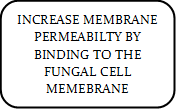 INCREASE MEMBRANE
PERMEABILTY BY
BINDING TO THE
FUNGAL CELL
MEMEBRANE